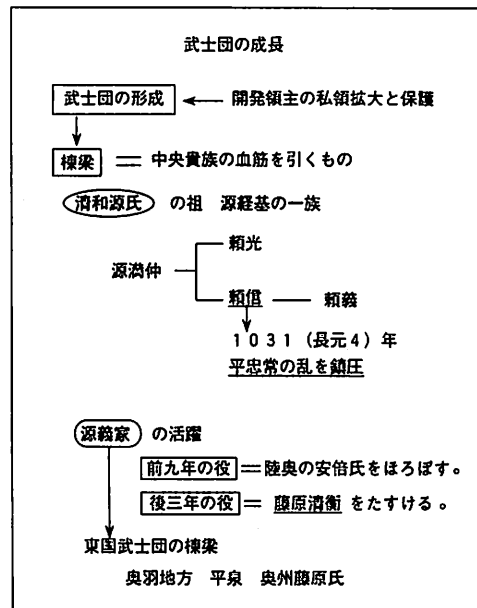 武士団の成長
武士団の形成 ← 開発領主の私領拡大と保護
棟梁 == 中央貴族の血筋を引くもの
清和源氏 の祖 源経基の一族
頼光
源満仲
頼信 — 頼義
1031(長元4)年
平忠常の乱を鎮圧
源義家 の活躍
前九年の役=陸奥の安倍氏をほろぼす。
後三年の役= 藤原清衡 をたすける。
東国武士団の棟梁
奥羽地方 平泉 奥州藤原氏